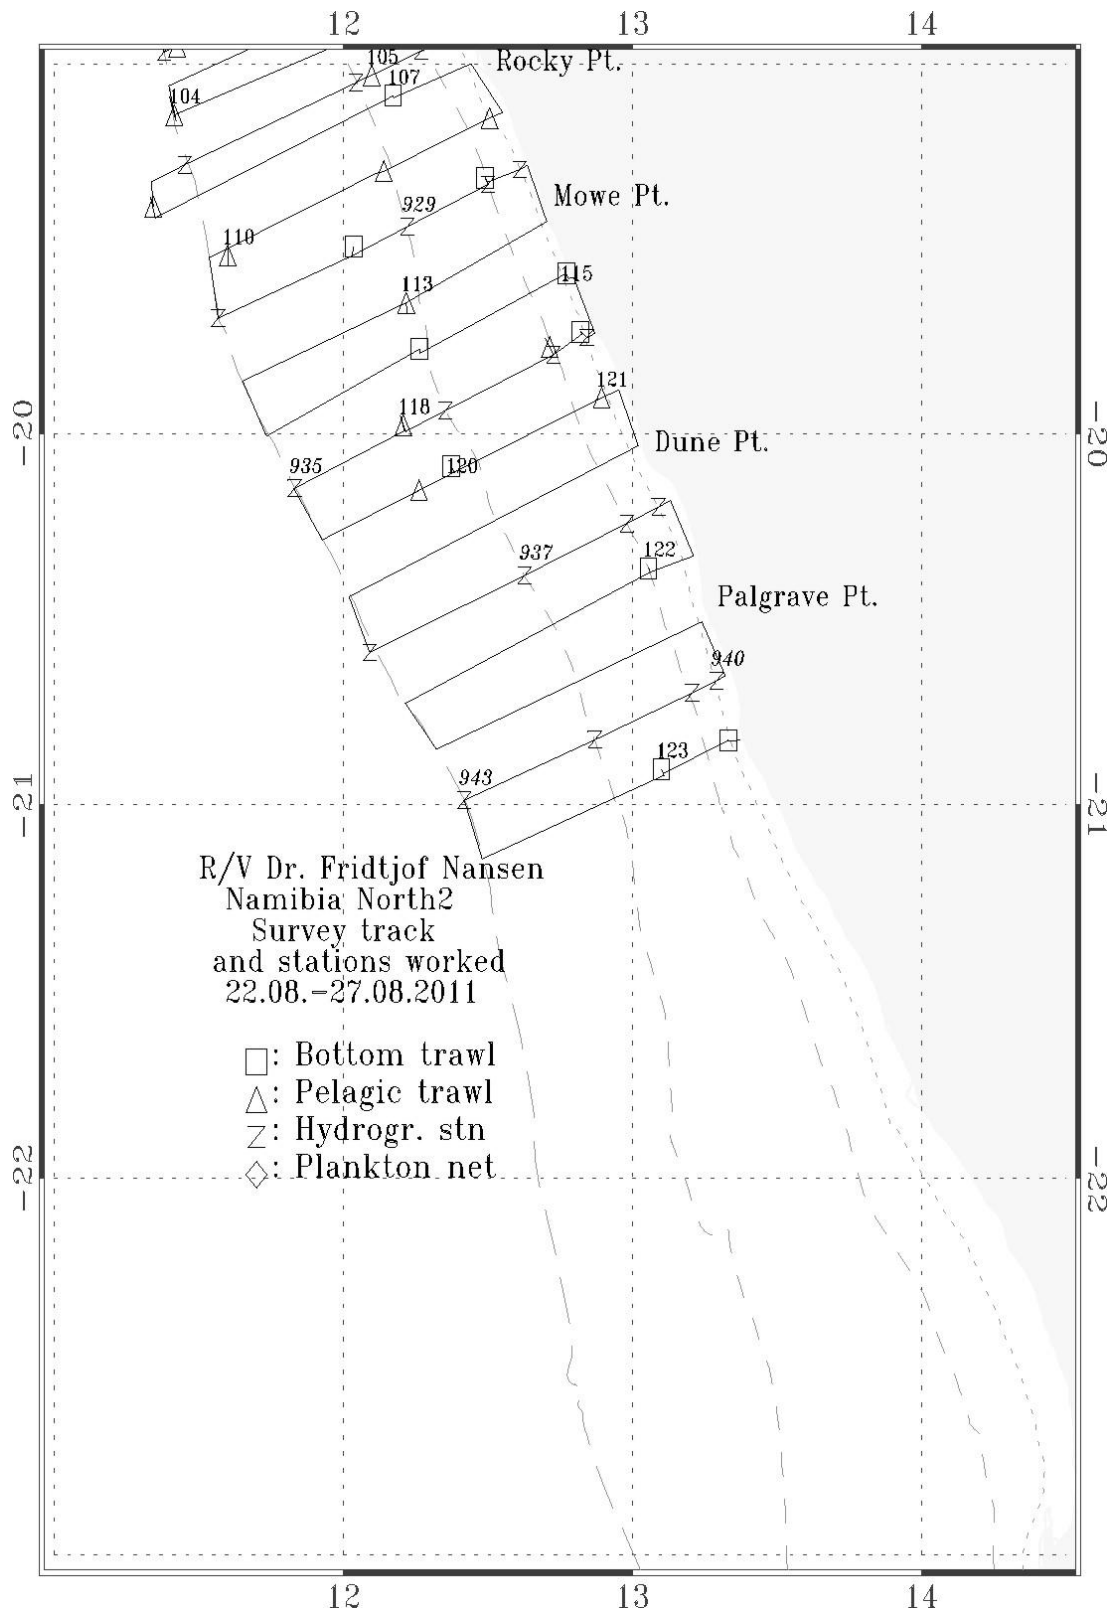 12 13 14
105
Rocky Pt.
107
104
Mowe Pt.
929
110
115
113
121
118
-20 -20
Dune Pt.
120
935
937
122
Palgrave Pt.
940
123
943
-21 -21
R/V Dr. Fridtjof Nansen
Namibia North2
Survey track
and stations worked
22.08.-27.08.2011
: Bottom trawl
: Pelagic trawl
: Hydrogr. stn
: Plankton net
-22 -22
12 13 14